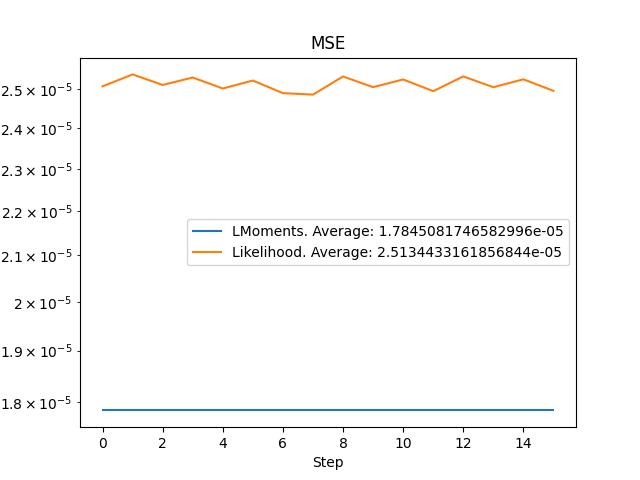 MSE
2.5 × 10⁻⁵
2.4 × 10⁻⁵
2.3 × 10⁻⁵
2.2 × 10⁻⁵
2.1 × 10⁻⁵
2 × 10⁻⁵
1.9 × 10⁻⁵
1.8 × 10⁻⁵
LMoments. Average: 1.7845081746582996e-05
Likelihood. Average: 2.5134433161856844e-05
0 2 4 6 8 10 12 14
Step